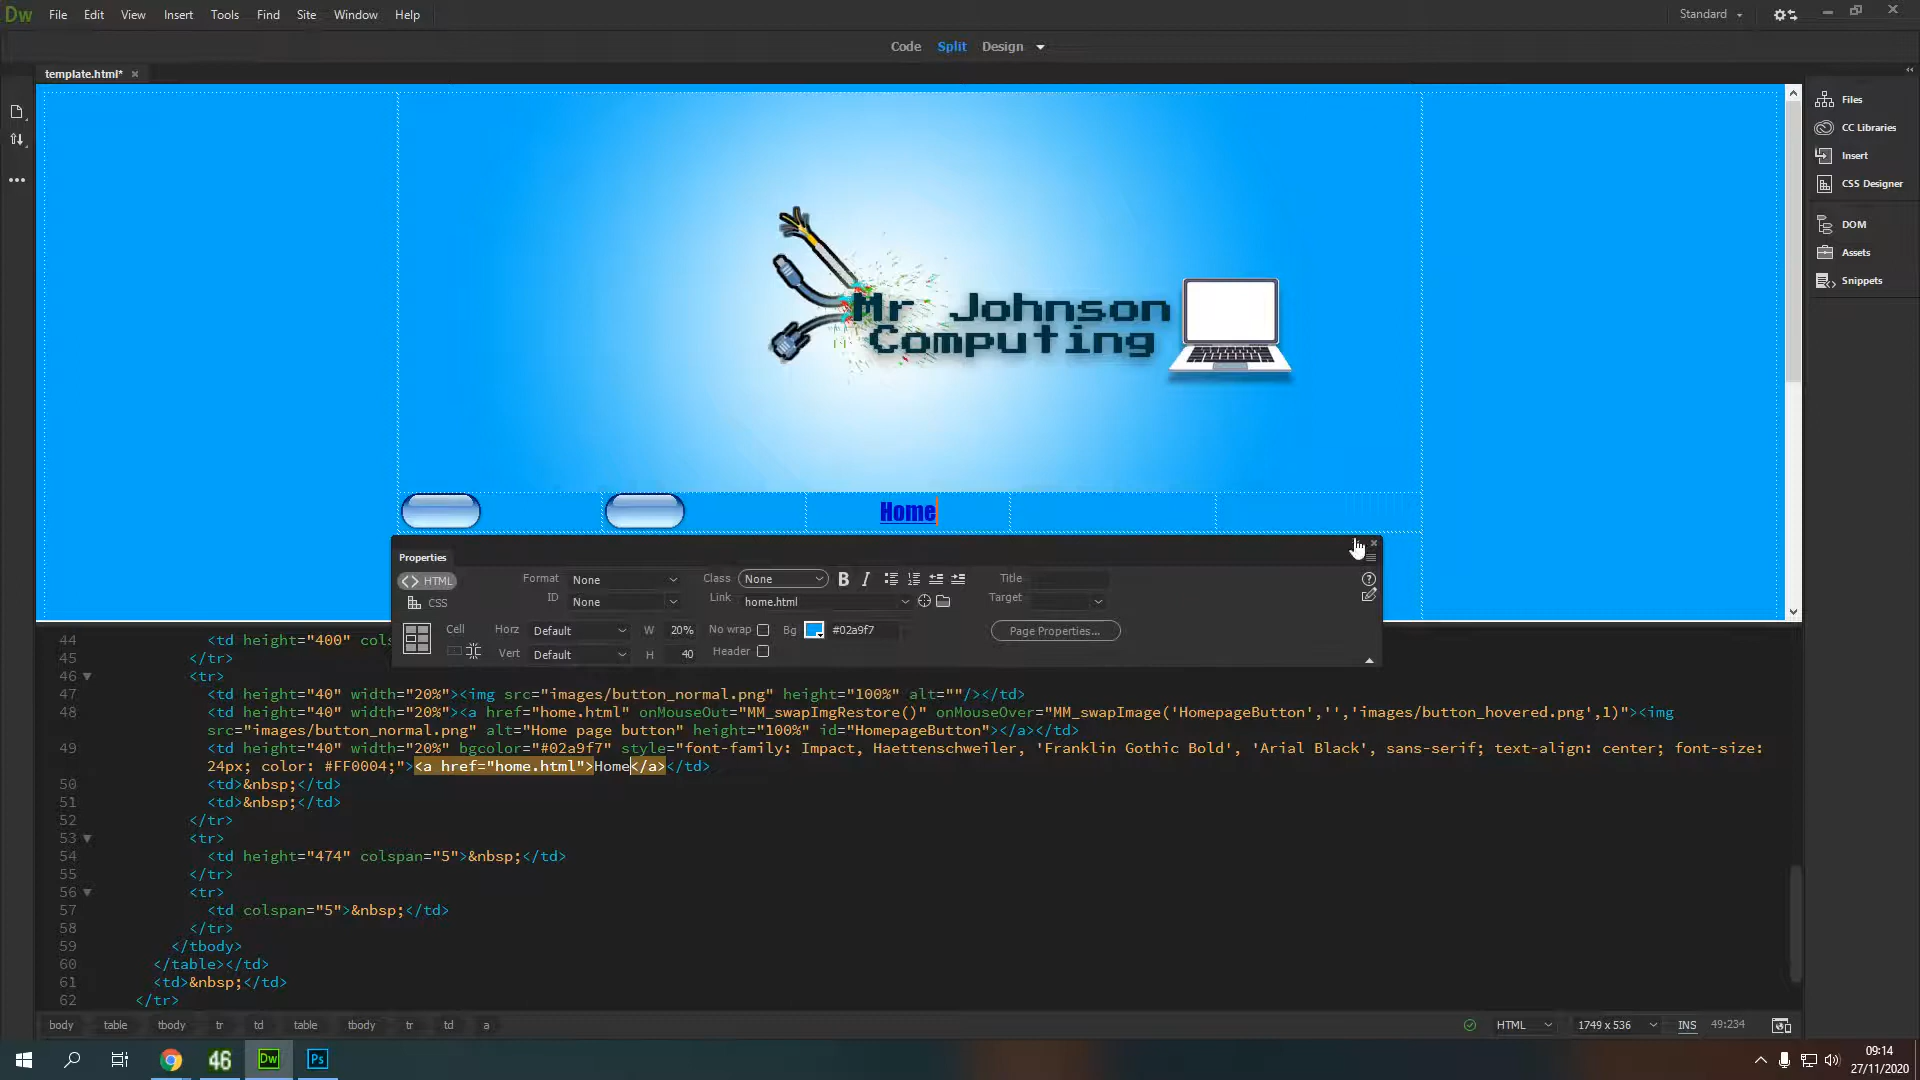 Dw File Edit View Insert Tools Find Site Window Help Standard
Code Split Design
template.html*
Files
CC Libraries
Insert
CSS Designer
DOM
Assets
Snippets
Mr Johnson
Computing
Home
Properties
HTML Format None Class None B I Title
CSS ID None Link home.html Target
Cell Horz Default W 20% No wrap Bg #02a9f7 Page Properties...
Vert Default H 40 Header
44 <td height="400" cols
45 </tr>
46 <tr>
47 <td height="40" width="20%"><img src="images/button_normal.png" height="100%" alt=""/></td>
48 <td height="40" width="20%"><a href="home.html" onMouseOut="MM_swapImgRestore()" onMouseOver="MM_swapImage('HomepageButton','','images/button_hovered.png',1)"><img
src="images/button_normal.png" alt="Home page button" height="100%" id="HomepageButton"></a></td>
49 <td height="40" width="20%" bgcolor="#02a9f7" style="font-family: Impact, Haettenschweiler, 'Franklin Gothic Bold', 'Arial Black', sans-serif; text-align: center; font-size:
24px; color: #FF0004;"><a href="home.html">Home</a></td>
50 <td>&nbsp;</td>
51 <td>&nbsp;</td>
52 </tr>
53 <tr>
54 <td height="474" colspan="5">&nbsp;</td>
55 </tr>
56 <tr>
57 <td colspan="5">&nbsp;</td>
58 </tr>
59 </tbody>
60 </table></td>
61 <td>&nbsp;</td>
62 </tr>
body table tbody tr td table tbody tr td a HTML 1749 x 536 INS 49:234
46 Dw Ps
09:14
27/11/2020